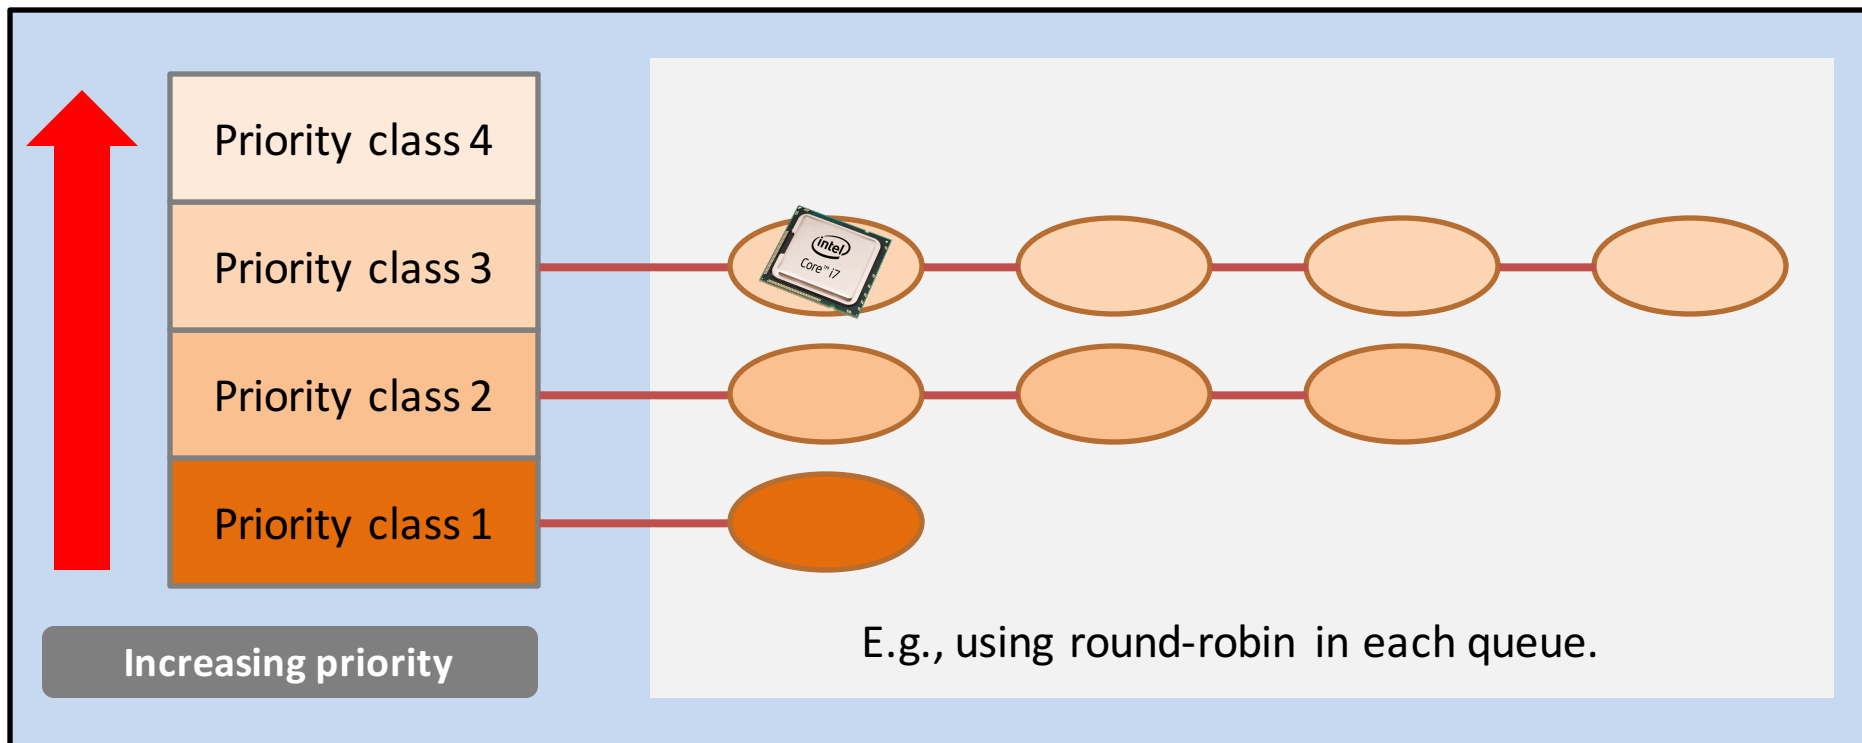 Priority class 4
Priority class 3
intel
Core™ i7
Priority class 2
Priority class 1
Increasing priority
E.g., using round-robin in each queue.